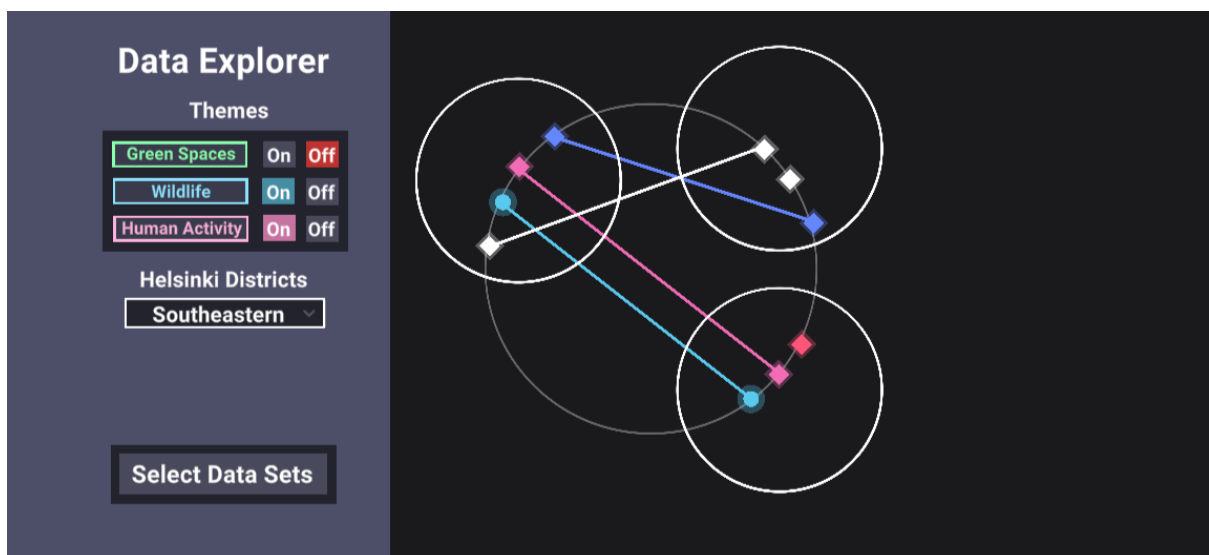 Data Explorer
Themes
Green Spaces On Off
Wildlife On Off
Human Activity On Off
Helsinki Districts
Southeastern
Select Data Sets